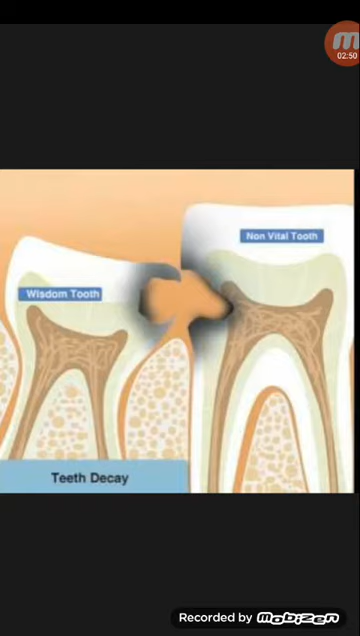 02:50
Non Vital Tooth
Wisdom Tooth
Teeth Decay
Recorded by Mobizen